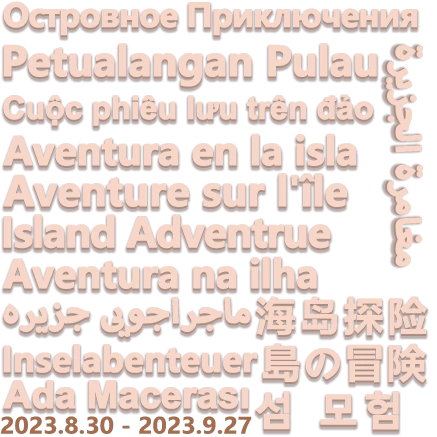 Островное Приключения
Petualangan Pulau
Cuộc phiêu lưu trên đảo
Aventura en la isla
Aventure sur l'île
Island Adventrue
Aventura na ilha
مغامرة الجزيرة
ماجراجویی جزیره
海岛探险
Inselabenteuer
島の冒険
Ada Macerası
섬 모험
2023.8.30 - 2023.9.27